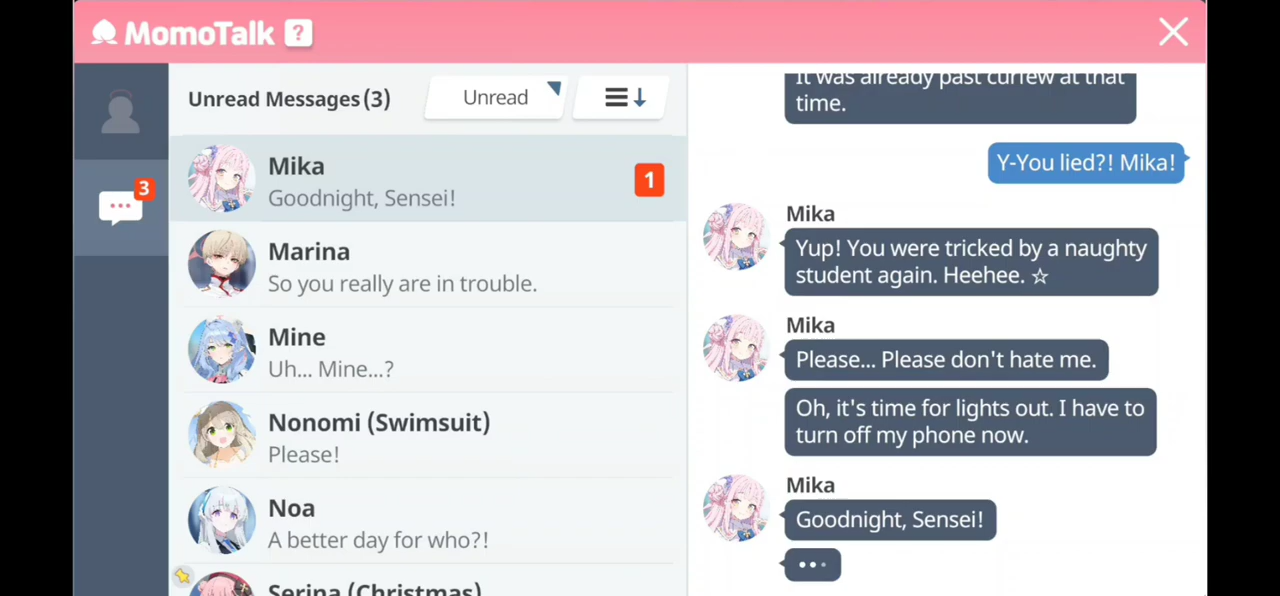 MomoTalk ?
Unread Messages (3)
Unread
3
Mika
Goodnight, Sensei!
1
Marina
So you really are in trouble.
Mine
Uh... Mine...?
Nonomi (Swimsuit)
Please!
Noa
A better day for who?!
Serina (Christmas)
It was already past curfew at that
time.
Y-You lied?! Mika!
Mika
Yup! You were tricked by a naughty
student again. Heehee. ☆
Mika
Please... Please don't hate me.
Oh, it's time for lights out. I have to
turn off my phone now.
Mika
Goodnight, Sensei!